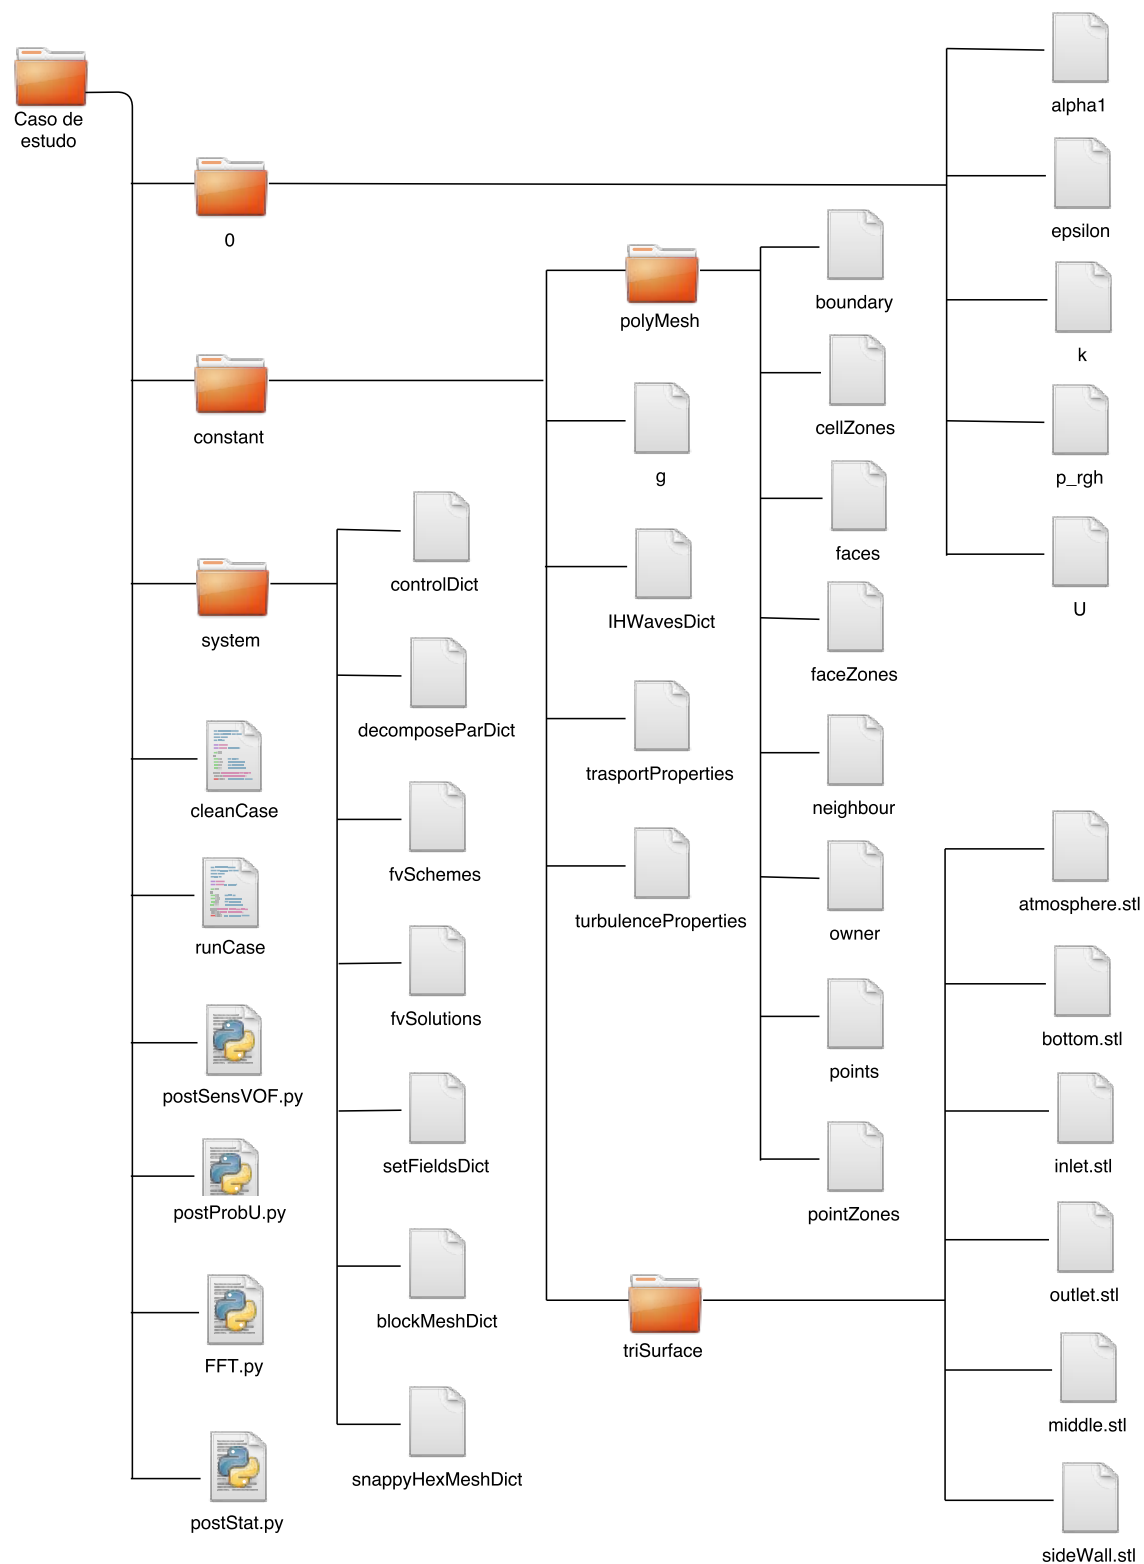 Caso de
estudo
0
alpha1
epsilon
k
p_rgh
U
constant
polyMesh
boundary
cellZones
faces
faceZones
neighbour
owner
points
pointZones
g
IHWavesDict
trasportProperties
turbulenceProperties
triSurface
atmosphere.stl
bottom.stl
inlet.stl
outlet.stl
middle.stl
sideWall.stl
system
controlDict
decomposeParDict
fvSchemes
fvSolutions
setFieldsDict
blockMeshDict
snappyHexMeshDict
cleanCase
runCase
postSensVOF.py
postProbU.py
FFT.py
postStat.py